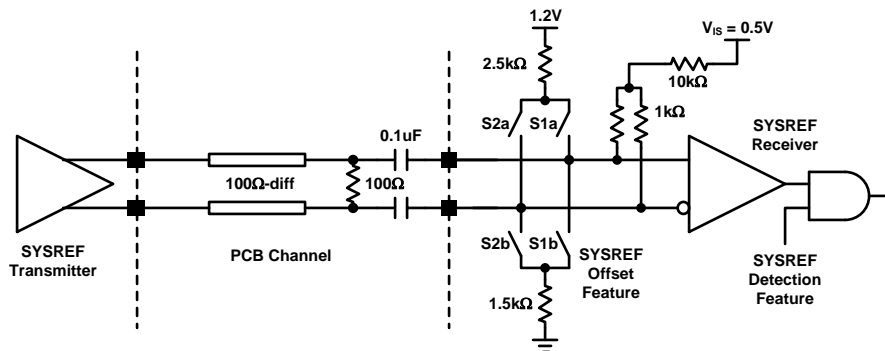 1.2V
V_IS = 0.5V
2.5kΩ
10kΩ
S2a
S1a
1kΩ
0.1uF
SYSREF
Receiver
100Ω-diff
100Ω
SYSREF
Transmitter
PCB Channel
S2b
S1b
SYSREF
Offset
Feature
1.5kΩ
SYSREF
Detection
Feature